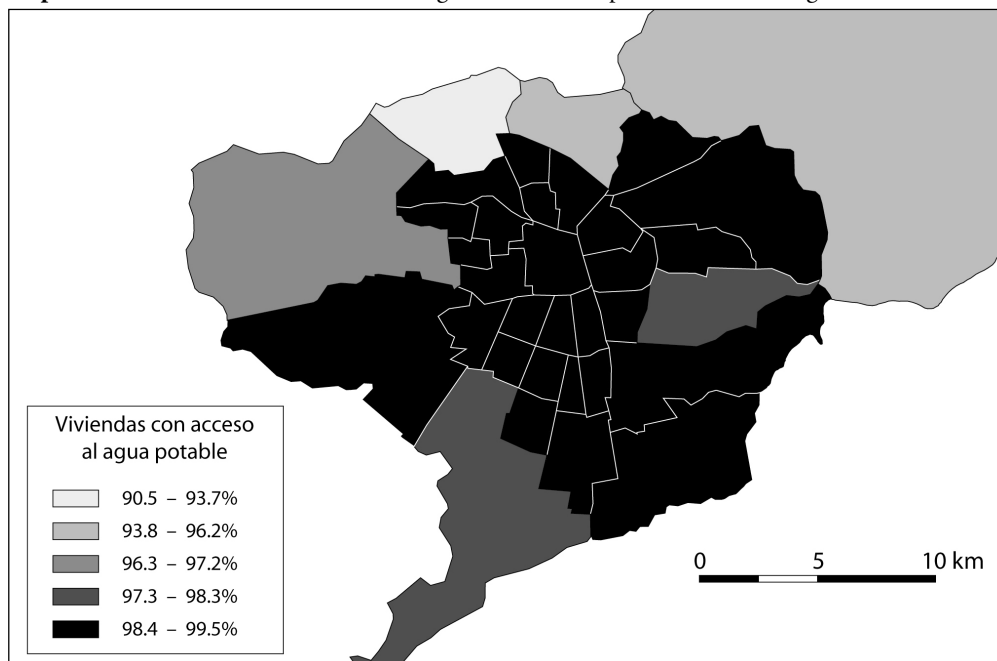 Viviendas con acceso
al agua potable
90.5 – 93.7%
93.8 – 96.2%
96.3 – 97.2%
97.3 – 98.3%
98.4 – 99.5%
0 5 10 km